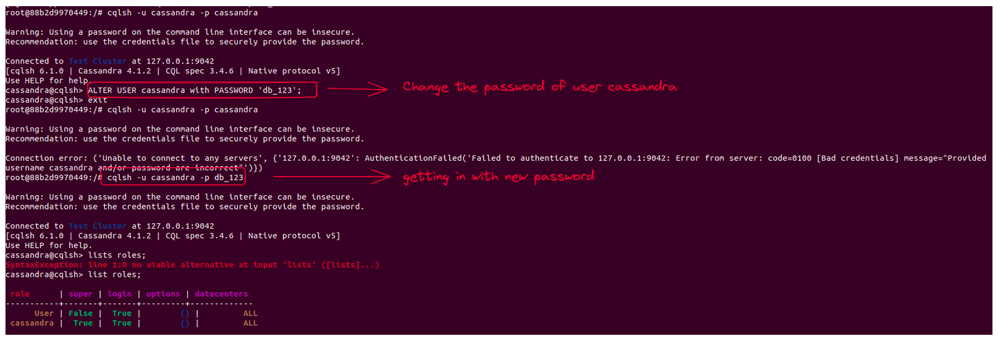 root@88b2d9970449:/# cqlsh -u cassandra -p cassandra
Warning: Using a password on the command line interface can be insecure.
Recommendation: use the credentials file to securely provide the password.
Connected to Test Cluster at 127.0.0.1:9042
[cqlsh 6.1.0 | Cassandra 4.1.2 | CQL spec 3.4.6 | Native protocol v5]
Use HELP for help.
cassandra@cqlsh> ALTER USER cassandra with PASSWORD 'db_123'; Change the password of user cassandra
cassandra@cqlsh> exit
root@88b2d9970449:/# cqlsh -u cassandra -p cassandra
Warning: Using a password on the command line interface can be insecure.
Recommendation: use the credentials file to securely provide the password.
Connection error: ('Unable to connect to any servers', {'127.0.0.1:9042': AuthenticationFailed('Failed to authenticate to 127.0.0.1:9042: Error from server: code=0100 [Bad credentials] message="Provided
username cassandra and/or password are incorrect"')})
root@88b2d9970449:/# cqlsh -u cassandra -p db_123 getting in with new password
Warning: Using a password on the command line interface can be insecure.
Recommendation: use the credentials file to securely provide the password.
Connected to Test Cluster at 127.0.0.1:9042
[cqlsh 6.1.0 | Cassandra 4.1.2 | CQL spec 3.4.6 | Native protocol v5]
Use HELP for help.
cassandra@cqlsh> lists roles;
SyntaxException: line 1:0 no viable alternative at input 'lists' ([lists]...)
cassandra@cqlsh> list roles;
role | super | login | options | datacenters
-----------+-------+-------+---------+-------------
User | False | True | {} | ALL
cassandra | True | True | {} | ALL